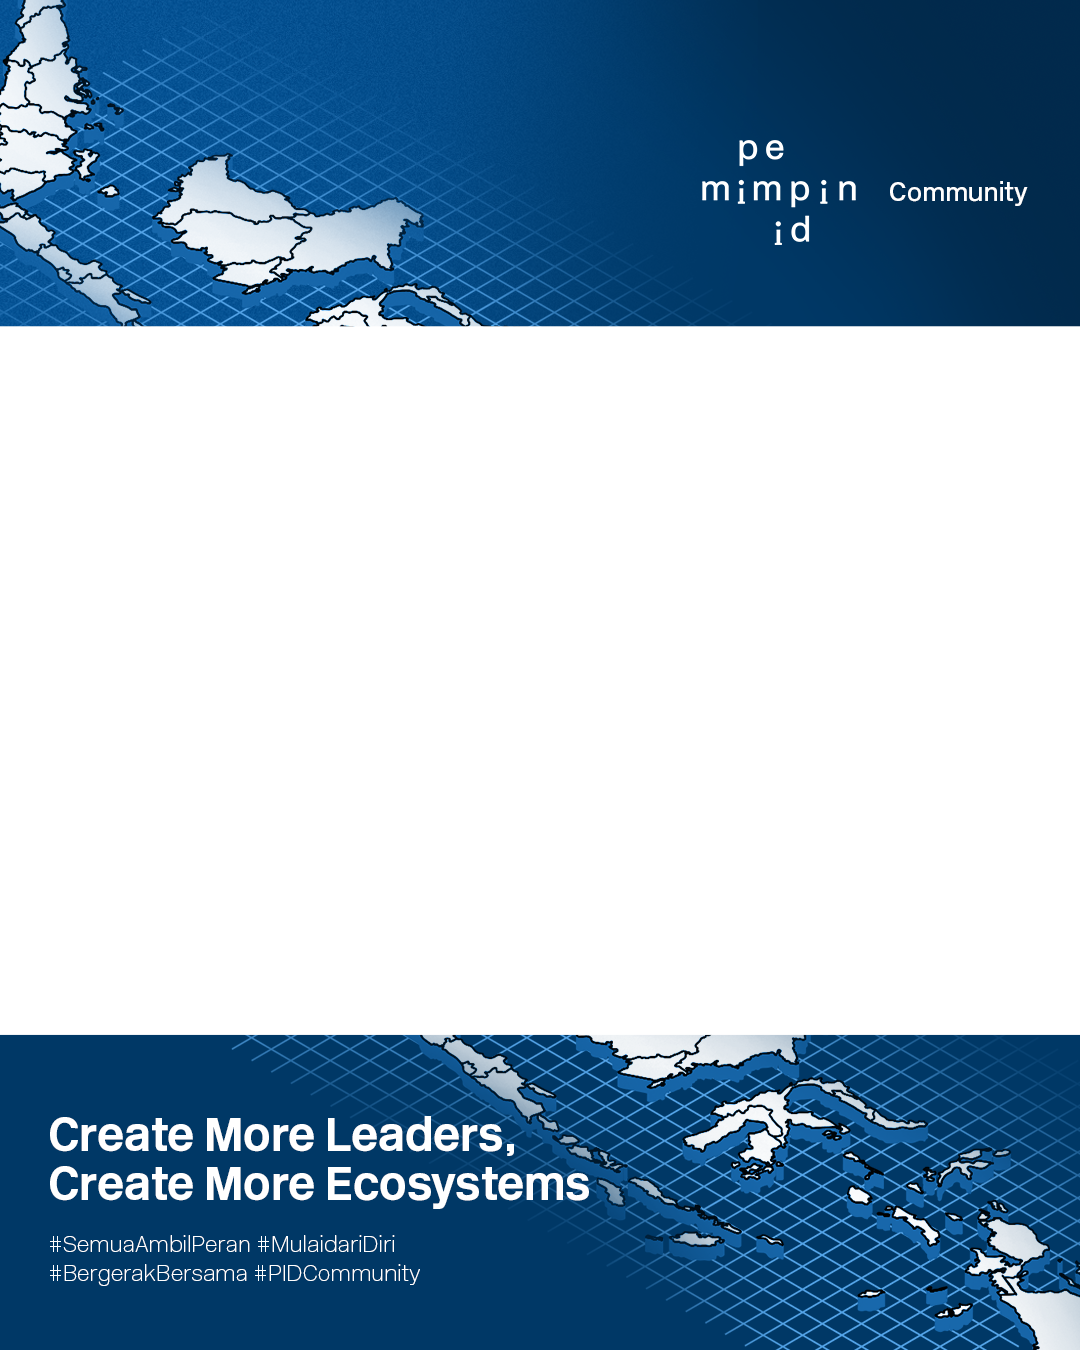 pe
mimpin
id
Community
Create More Leaders,
Create More Ecosystems
#SemuaAmbilPeran #MulaidariDiri
#BergerakBersama #PIDCommunity